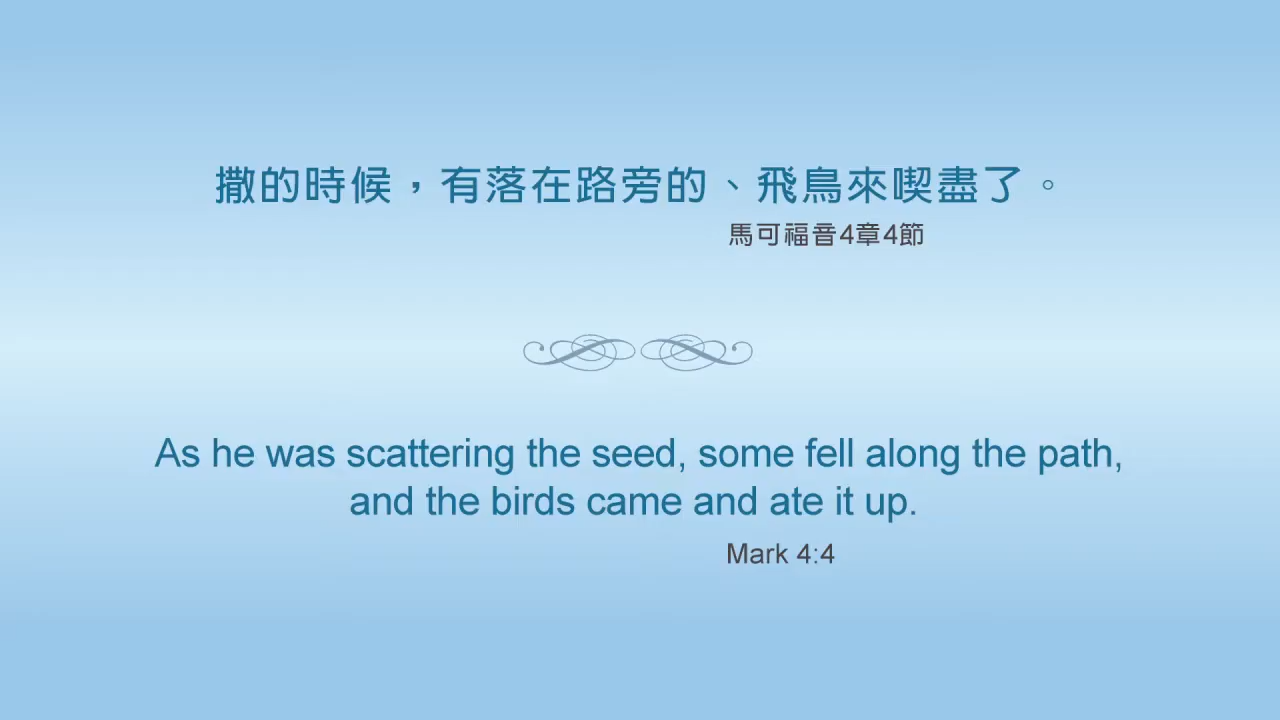 撒的時候，有落在路旁的、飛鳥來喫盡了。
馬可福音4章4節
As he was scattering the seed, some fell along the path,
and the birds came and ate it up.
Mark 4:4